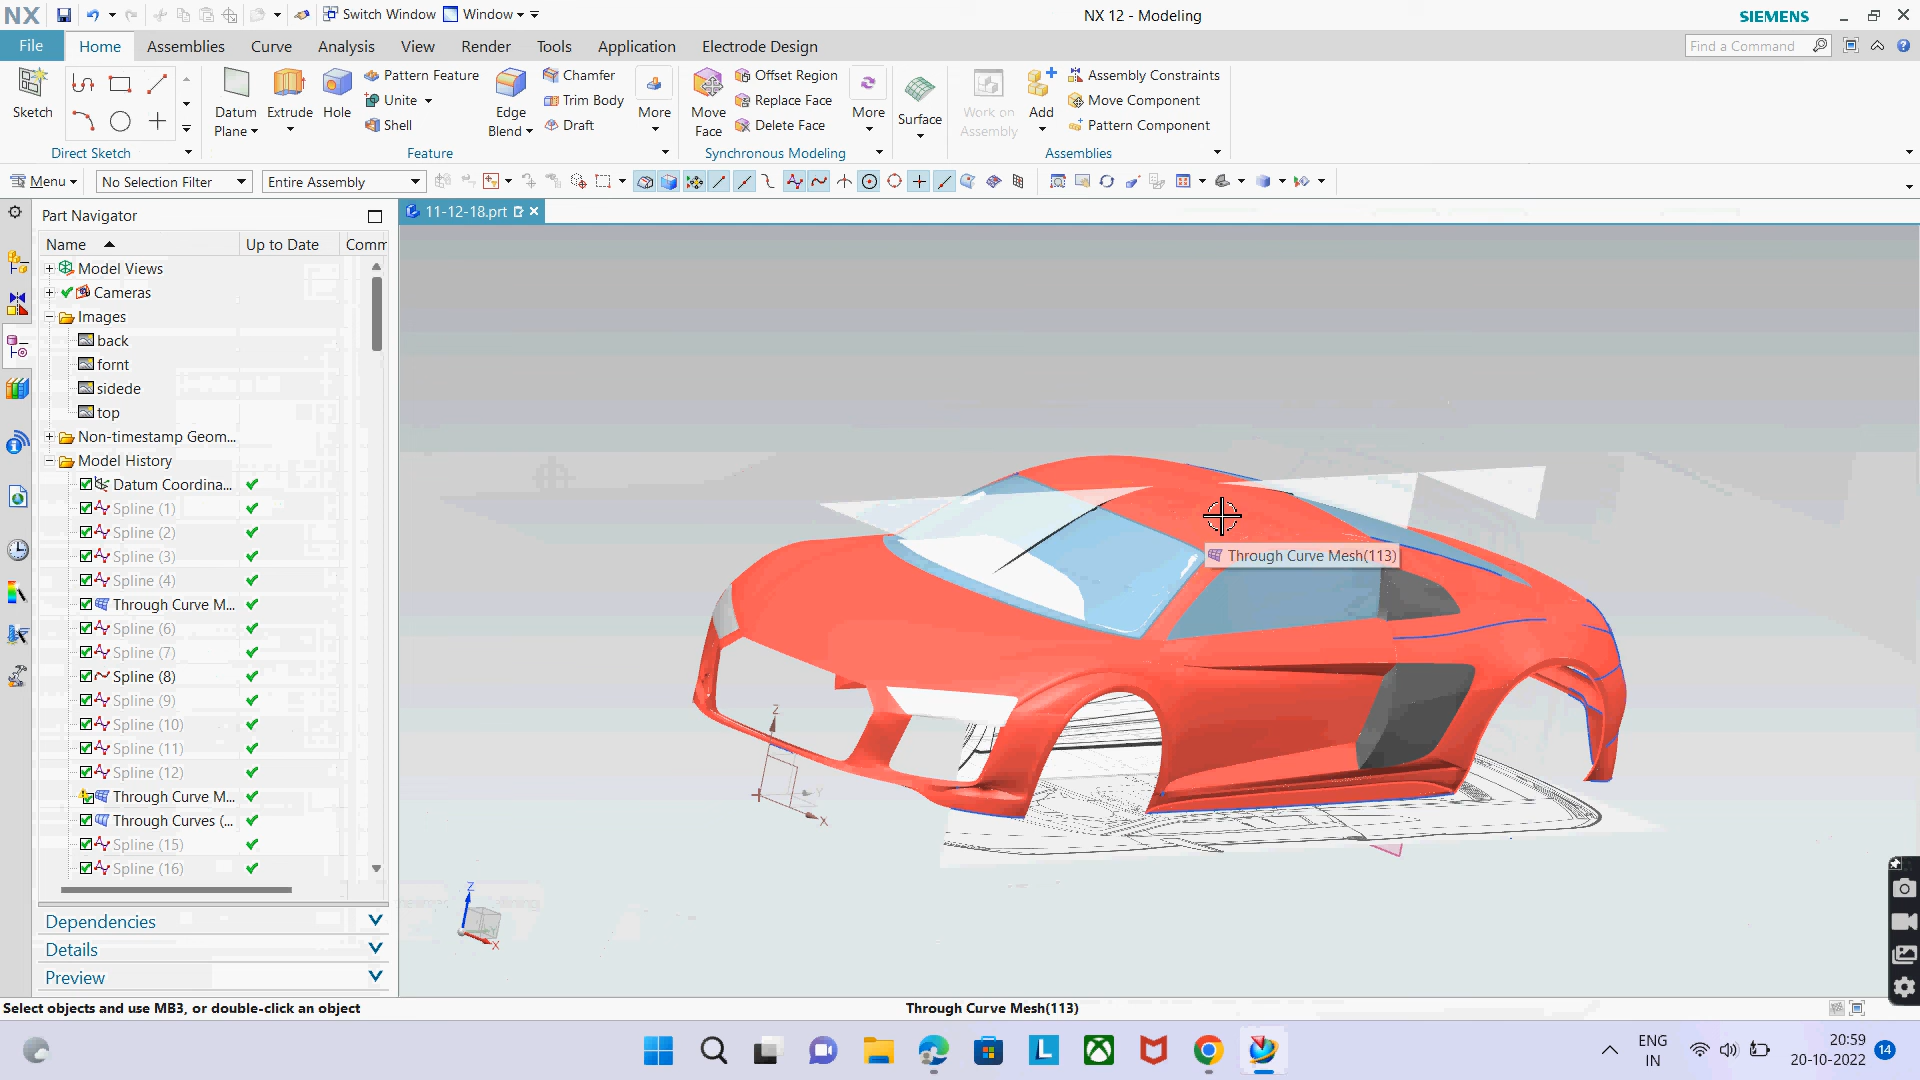 NX
Switch Window
Window
NX 12 - Modeling
SIEMENS
File
Home
Assemblies
Curve
Analysis
View
Render
Tools
Application
Electrode Design
Find a Command
Sketch
Direct Sketch
Datum
Plane
Extrude
Hole
Pattern Feature
Unite
Shell
Edge
Blend
Chamfer
Trim Body
Draft
More
Feature
Move
Face
Offset Region
Replace Face
Delete Face
More
Synchronous Modeling
Surface
Work on
Assembly
Add
Assembly Constraints
Move Component
Pattern Component
Assemblies
Menu
No Selection Filter
Entire Assembly
Part Navigator
11-12-18.prt
Name
Up to Date
Comm
Model Views
Cameras
Images
back
fornt
sidede
top
Non-timestamp Geom...
Model History
Datum Coordina...
Spline (1)
Spline (2)
Spline (3)
Spline (4)
Through Curve M...
Spline (6)
Spline (7)
Spline (8)
Spline (9)
Spline (10)
Spline (11)
Spline (12)
Through Curve M...
Through Curves (...
Spline (15)
Spline (16)
Dependencies
Details
Preview
Through Curve Mesh(113)
Z
Y
X
Z
X
Select objects and use MB3, or double-click an object
Through Curve Mesh(113)
ENG
IN
20:59
20-10-2022
14